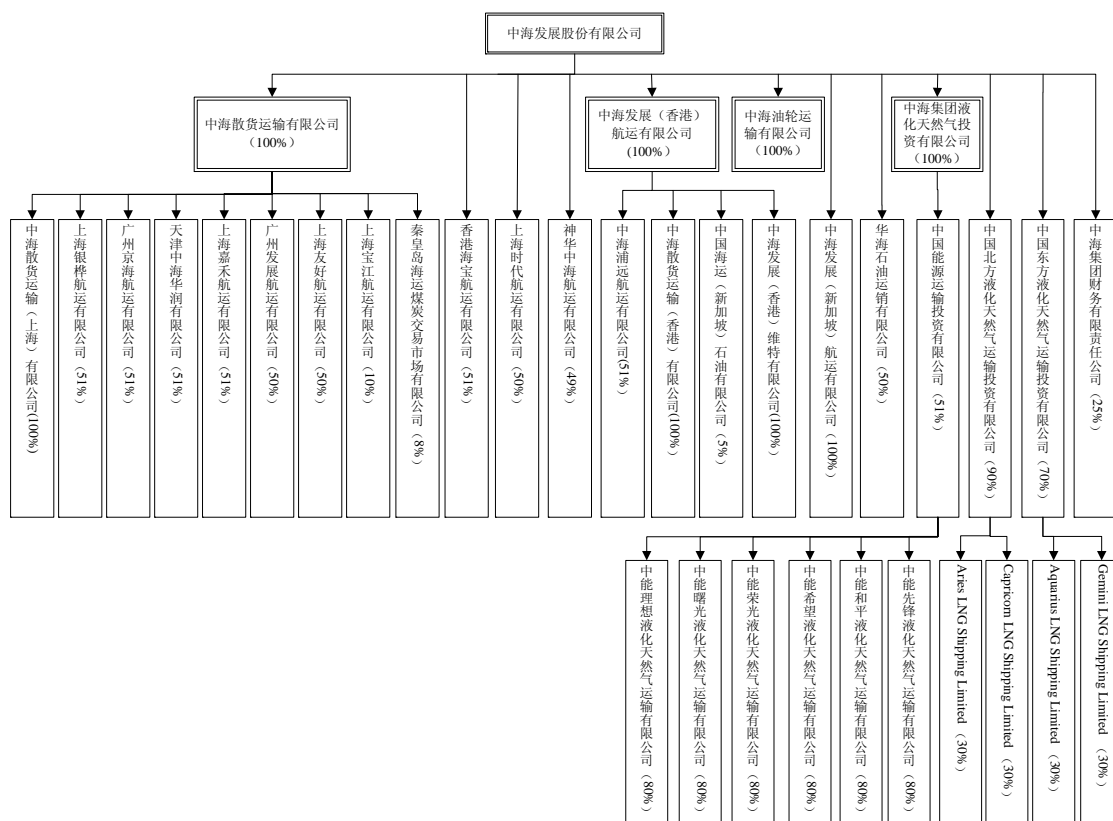 中海发展股份有限公司
中海散货运输有限公司
（100%）
中海发展（香港）
航运有限公司
(100%）
中海油轮运
输有限公司
（100%）
中海集团液
化天然气投
资有限公司
（100%）
中海散货运输（上海）有限公司(100%)
上海银桦航运有限公司（51%）
广州京海航运有限公司（51%）
天津中海华润有限公司（51%）
上海嘉禾航运有限公司（51%）
广州发展航运有限公司（50%）
上海友好航运有限公司（50%）
上海宝江航运有限公司（10%）
秦皇岛海运煤炭交易市场有限公司（8%）
香港海宝航运有限公司（51%）
上海时代航运有限公司（50%）
神华中海航运有限公司（49%）
中海浦远航运有限公司(51%）
中海散货运输（香港）有限公司(100%）
中国海运（新加坡）石油有限公司（5%）
中海发展（香港）维特有限公司(100%）
中海发展（新加坡）航运有限公司（100%）
华海石油运销有限公司（50%）
中国能源运输投资有限公司（51%）
中国北方液化天然气运输投资有限公司（90%）
中国东方液化天然气运输投资有限公司（70%）
中海集团财务有限责任公司（25%）
中能理想液化天然气运输有限公司（80%）
中能曙光液化天然气运输有限公司（80%）
中能荣光液化天然气运输有限公司（80%）
中能希望液化天然气运输有限公司（80%）
中能和平液化天然气运输有限公司（80%）
中能先锋液化天然气运输有限公司（80%）
Aries LNG Shipping Limited （30%）
Capricorn LNG Shipping Limited （30%）
Aquarius LNG Shipping Limited （30%）
Gemini LNG Shipping Limited （30%）